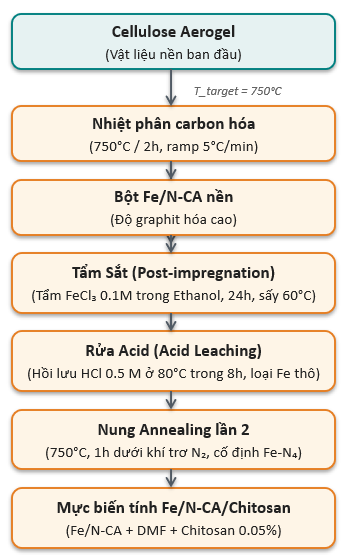 Cellulose Aerogel
(Vật liệu nền ban đầu)
T_target = 750°C
Nhiệt phân carbon hóa
(750°C / 2h, ramp 5°C/min)
Bột Fe/N-CA nền
(Độ graphit hóa cao)
Tẩm Sắt (Post-impregnation)
(Tẩm FeCl₃ 0.1M trong Ethanol, 24h, sấy 60°C)
Rửa Acid (Acid Leaching)
(Hồi lưu HCl 0.5 M ở 80°C trong 8h, loại Fe thô)
Nung Annealing lần 2
(750°C, 1h dưới khí trơ N₂, cố định Fe-N₄)
Mực biến tính Fe/N-CA/Chitosan
(Fe/N-CA + DMF + Chitosan 0.05%)